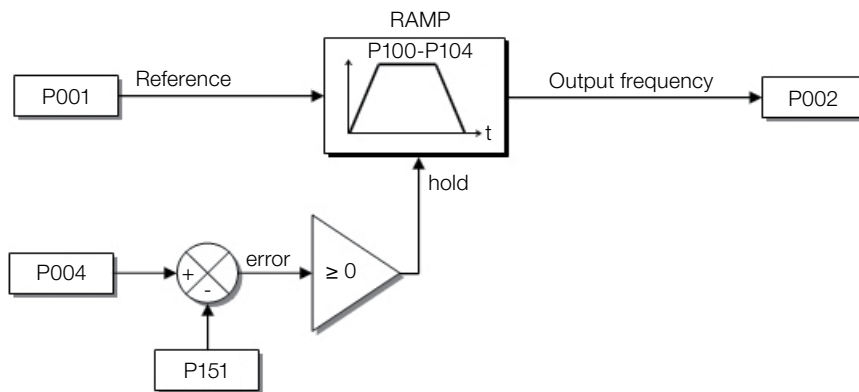 RAMP
P100-P104
Reference
Output frequency
P001
P002
t
hold
P004
+
-
error
≥ 0
P151